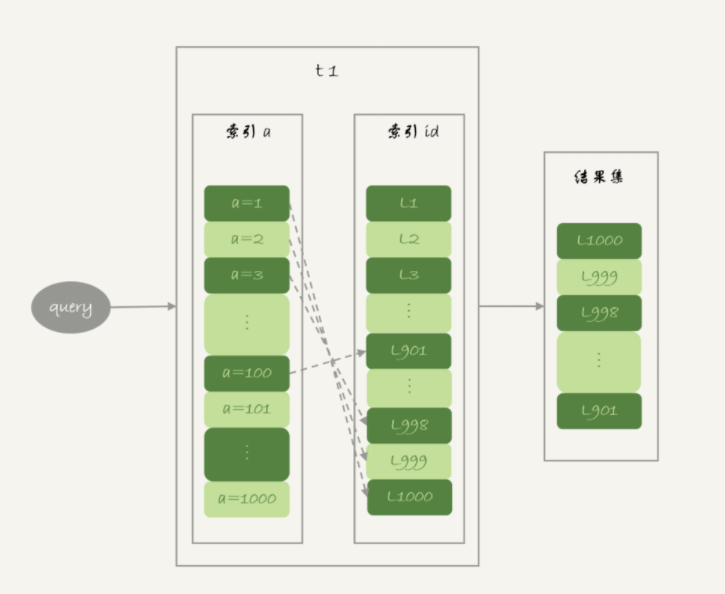 t1
索引 a
索引 id
结果集
query
a=1
a=2
a=3
⋮
a=100
a=101
⋮
a=1000
L1
L2
L3
⋮
L901
⋮
L998
L999
L1000
L1000
L999
L998
⋮
L901